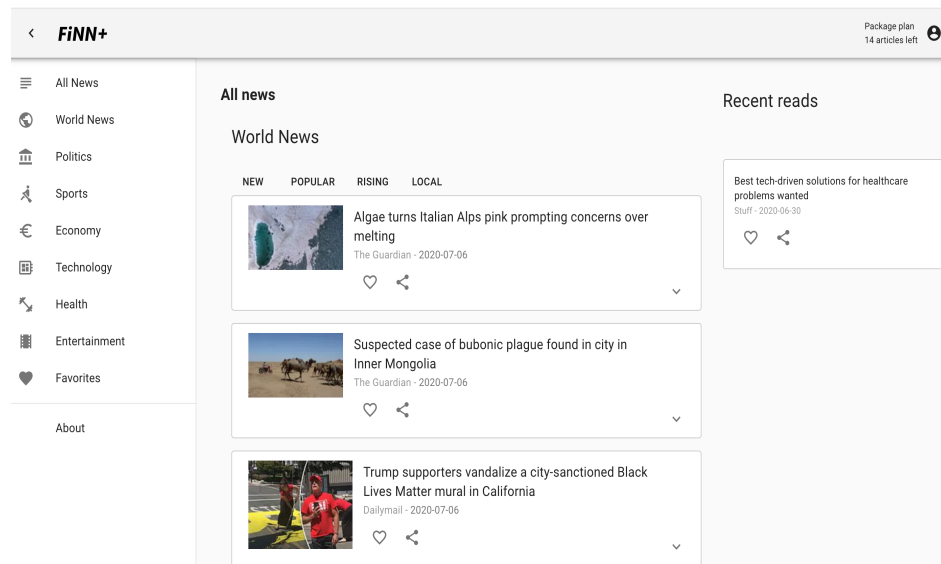 FiNN+
Package plan
14 articles left
All News
World News
Politics
Sports
Economy
Technology
Health
Entertainment
Favorites
About
All news
World News
NEW POPULAR RISING LOCAL
Algae turns Italian Alps pink prompting concerns over
melting
The Guardian - 2020-07-06
Suspected case of bubonic plague found in city in
Inner Mongolia
The Guardian - 2020-07-06
Trump supporters vandalize a city-sanctioned Black
Lives Matter mural in California
Dailymail - 2020-07-06
Recent reads
Best tech-driven solutions for healthcare
problems wanted
Stuff - 2020-06-30